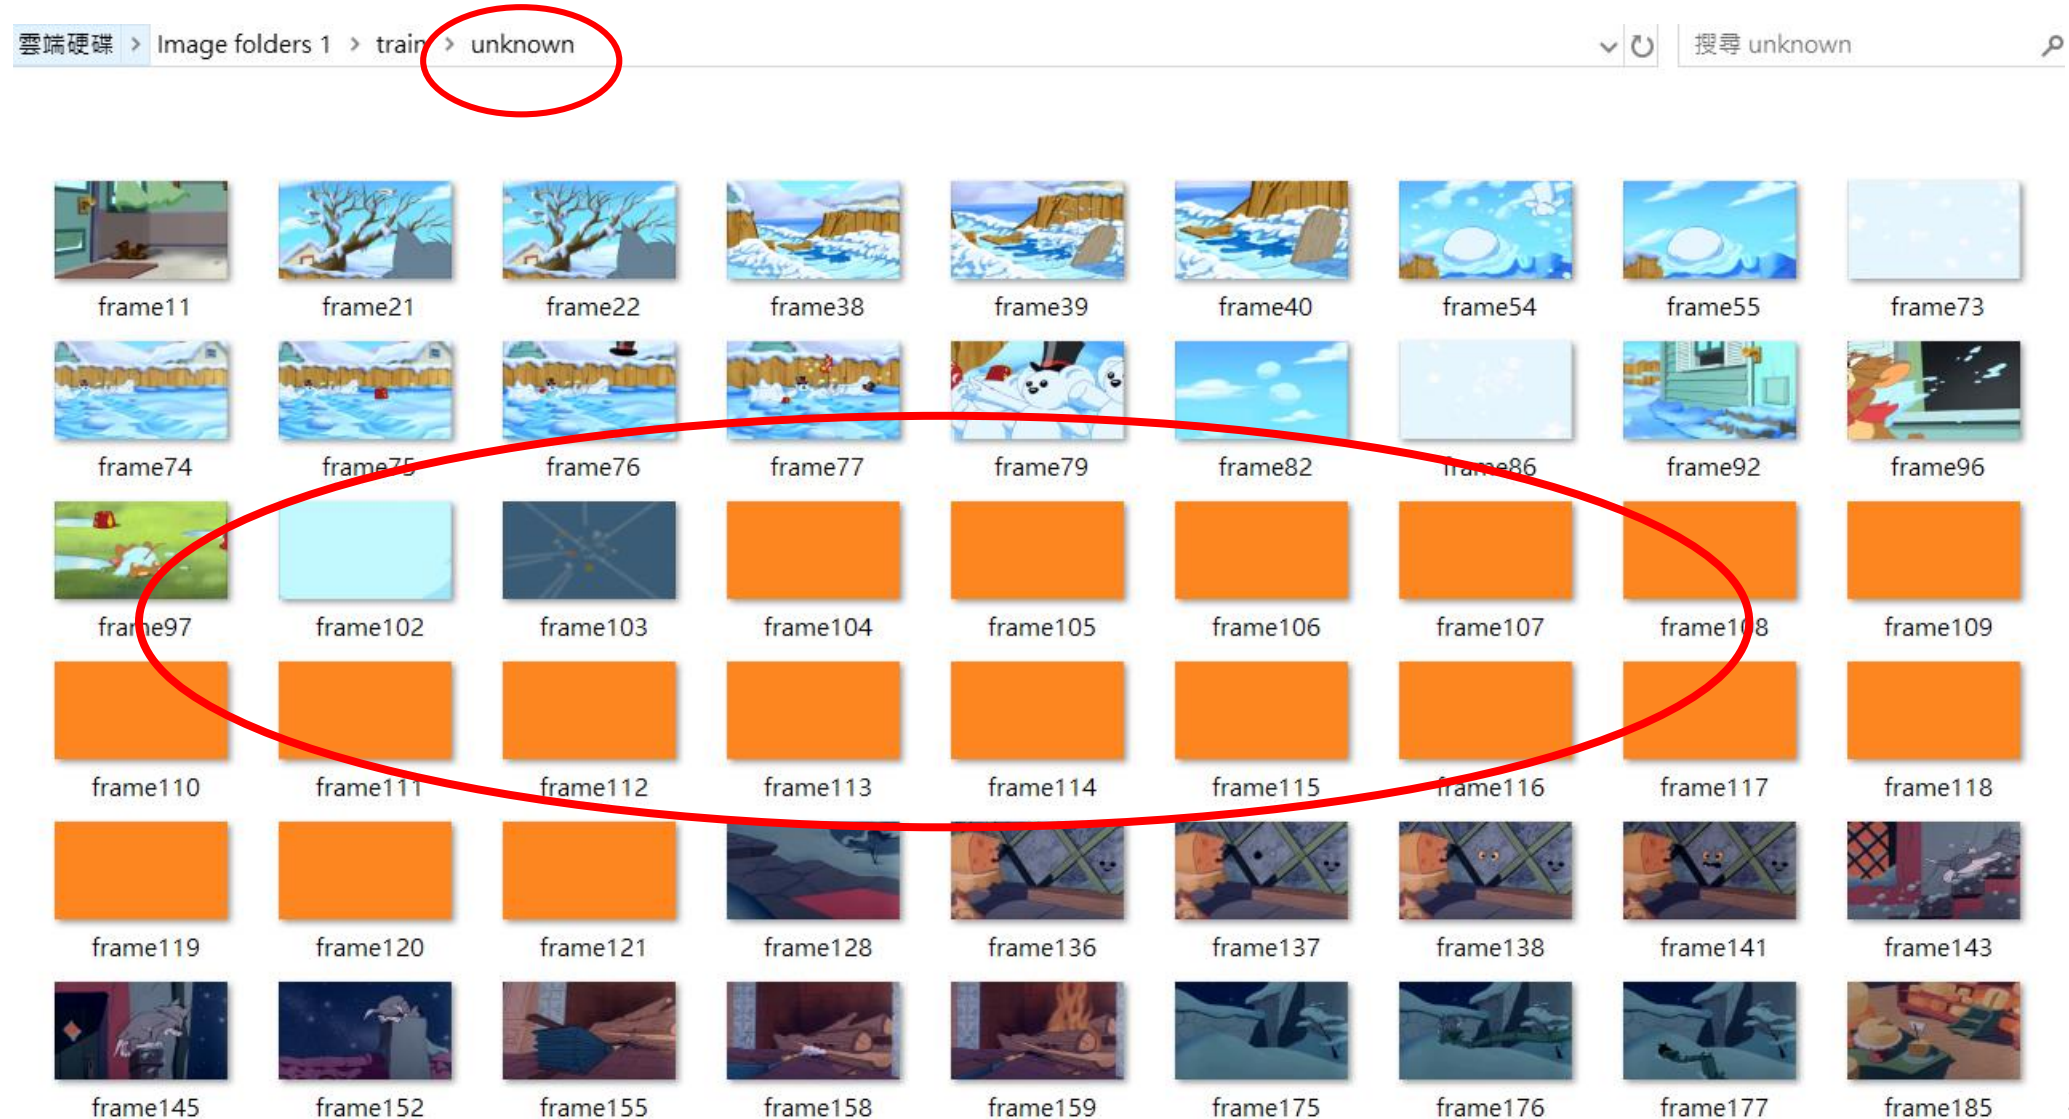 雲端硬碟 > Image folders 1 > train > unknown 搜尋 unknown
frame11 frame21 frame22 frame38 frame39 frame40 frame54 frame55 frame73
frame74 frame75 frame76 frame77 frame79 frame82 frame86 frame92 frame96
frame97 frame102 frame103 frame104 frame105 frame106 frame107 frame108 frame109
frame110 frame111 frame112 frame113 frame114 frame115 frame116 frame117 frame118
frame119 frame120 frame121 frame128 frame136 frame137 frame138 frame141 frame143
frame145 frame152 frame155 frame158 frame159 frame175 frame176 frame177 frame185